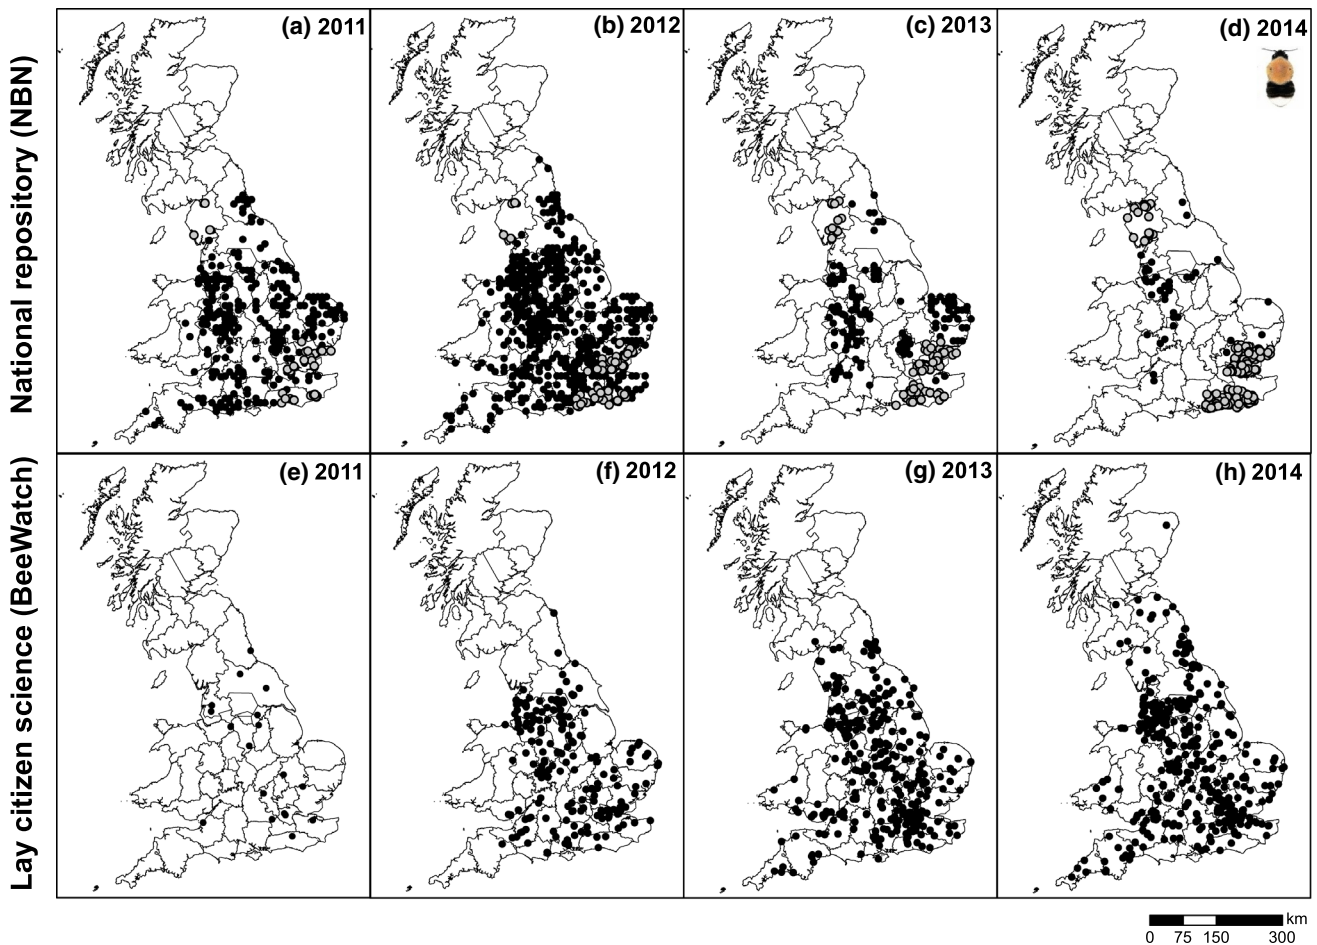 National repository (NBN)
(a) 2011
(b) 2012
(c) 2013
(d) 2014
Lay citizen science (BeeWatch)
(e) 2011
(f) 2012
(g) 2013
(h) 2014
km
0 75 150 300